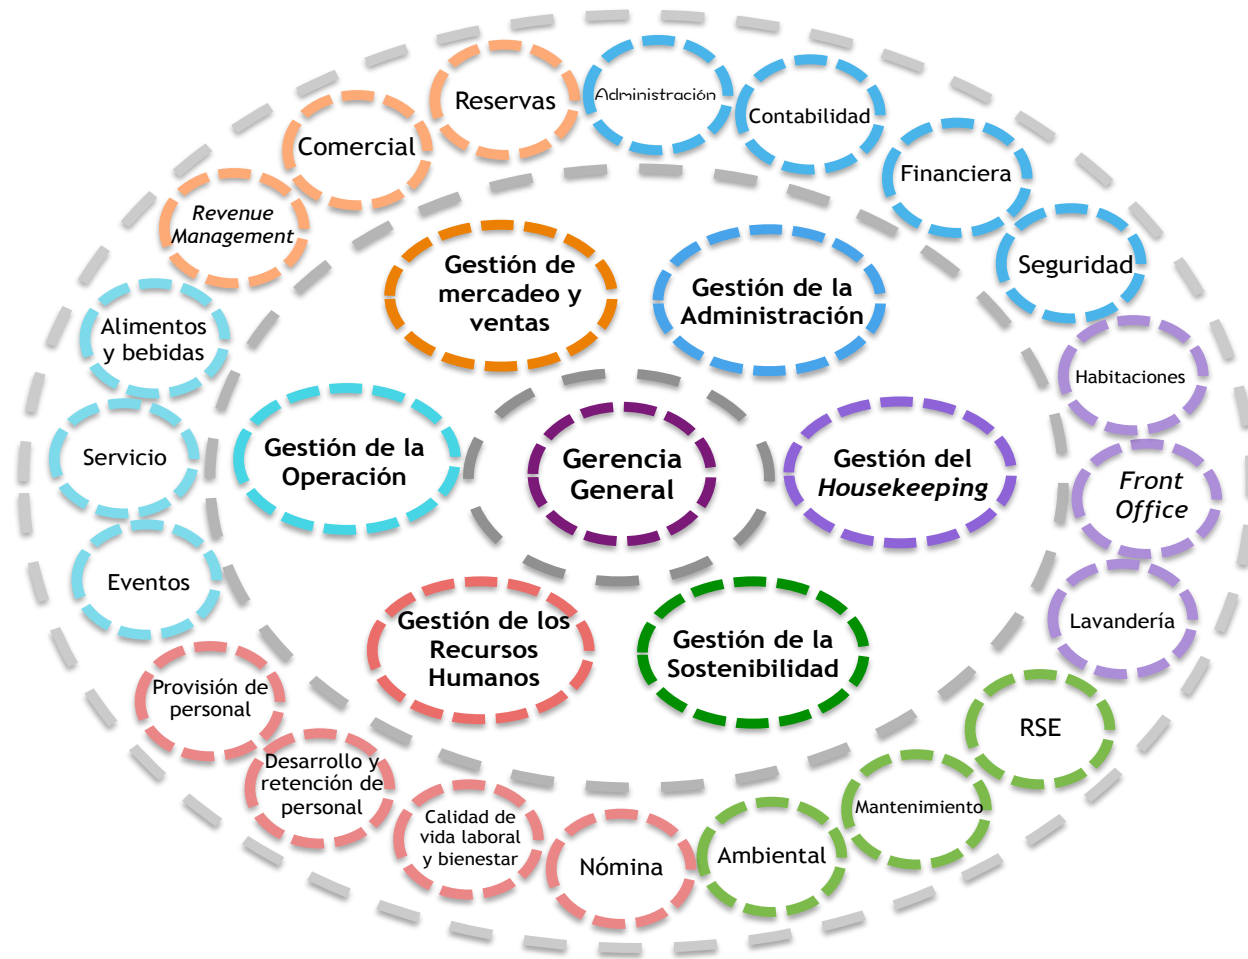 Reservas
Administración
Contabilidad
Comercial
Financiera
Revenue
Management
Seguridad
Gestión de
mercadeo y
ventas
Gestión de la
Administración
Alimentos
y bebidas
Habitaciones
Servicio
Gestión de la
Operación
Gerencia
General
Gestión del
Housekeeping
Front
Office
Eventos
Gestión de los
Recursos
Humanos
Gestión de la
Sostenibilidad
Lavandería
Provisión de
personal
RSE
Desarrollo y
retención de
personal
Mantenimiento
Calidad de
vida laboral
y bienestar
Nómina
Ambiental